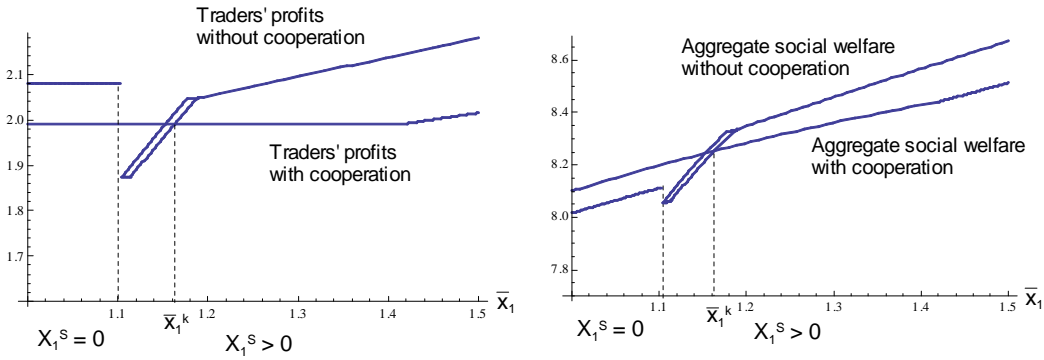 Traders' profits
without cooperation
2.1
2.0
1.9
1.8
1.7
Traders' profits
with cooperation
1.1
x̅₁ᵏ
1.2
1.3
1.4
1.5
x̅₁
X₁ˢ = 0
X₁ˢ > 0
Aggregate social welfare
without cooperation
8.6
8.4
8.2
8.0
7.8
Aggregate social welfare
with cooperation
1.1
x̅₁ᵏ
1.2
1.3
1.4
1.5
x̅₁
X₁ˢ = 0
X₁ˢ > 0